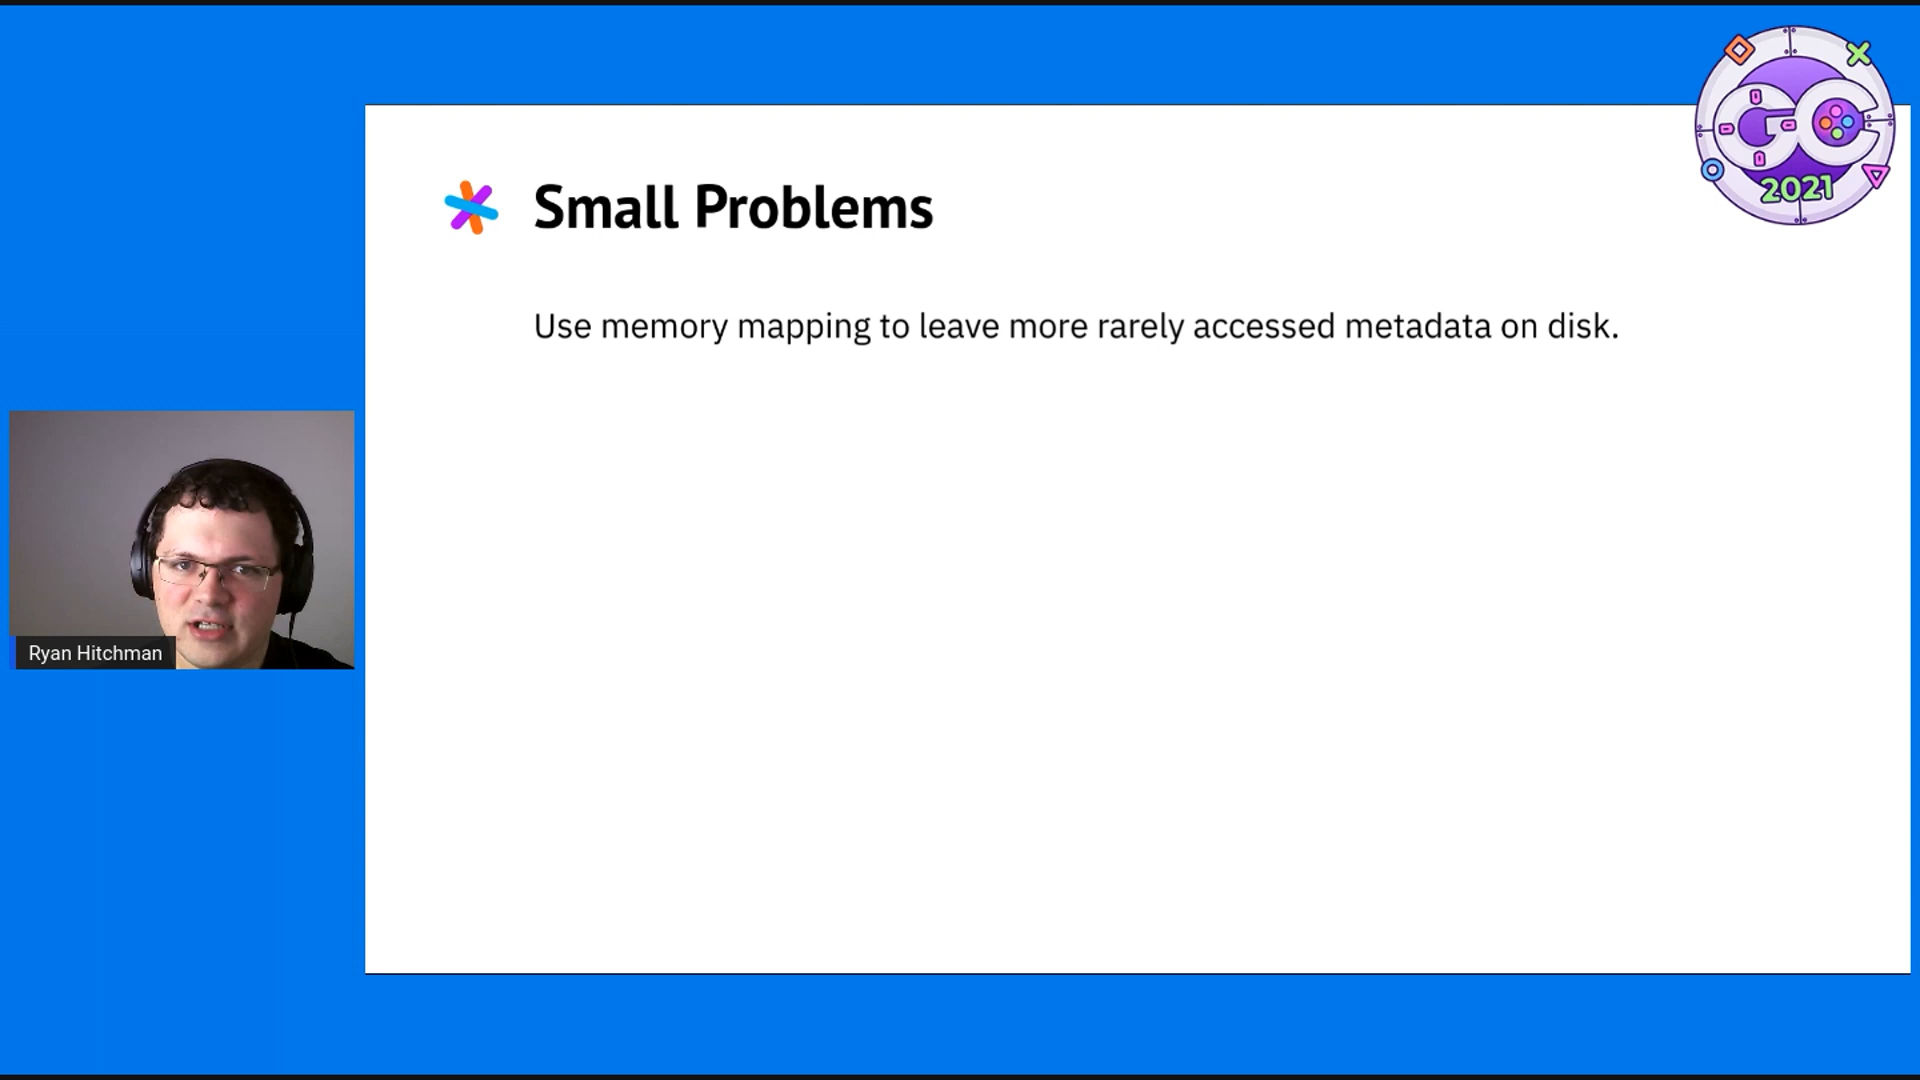 GC
2021
Small Problems
Use memory mapping to leave more rarely accessed metadata on disk.
Ryan Hitchman